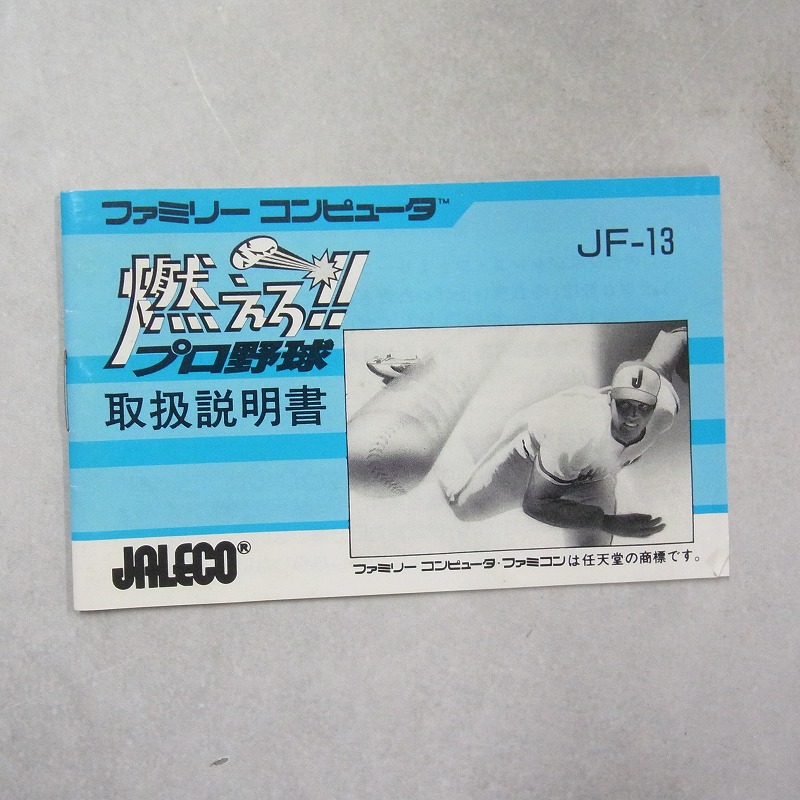 ファミリー コンピュータ™
JF-13
燃えろ!!
プロ野球
取扱説明書
J
JALECO®
ファミリー コンピュータ・ファミコンは任天堂の商標です。